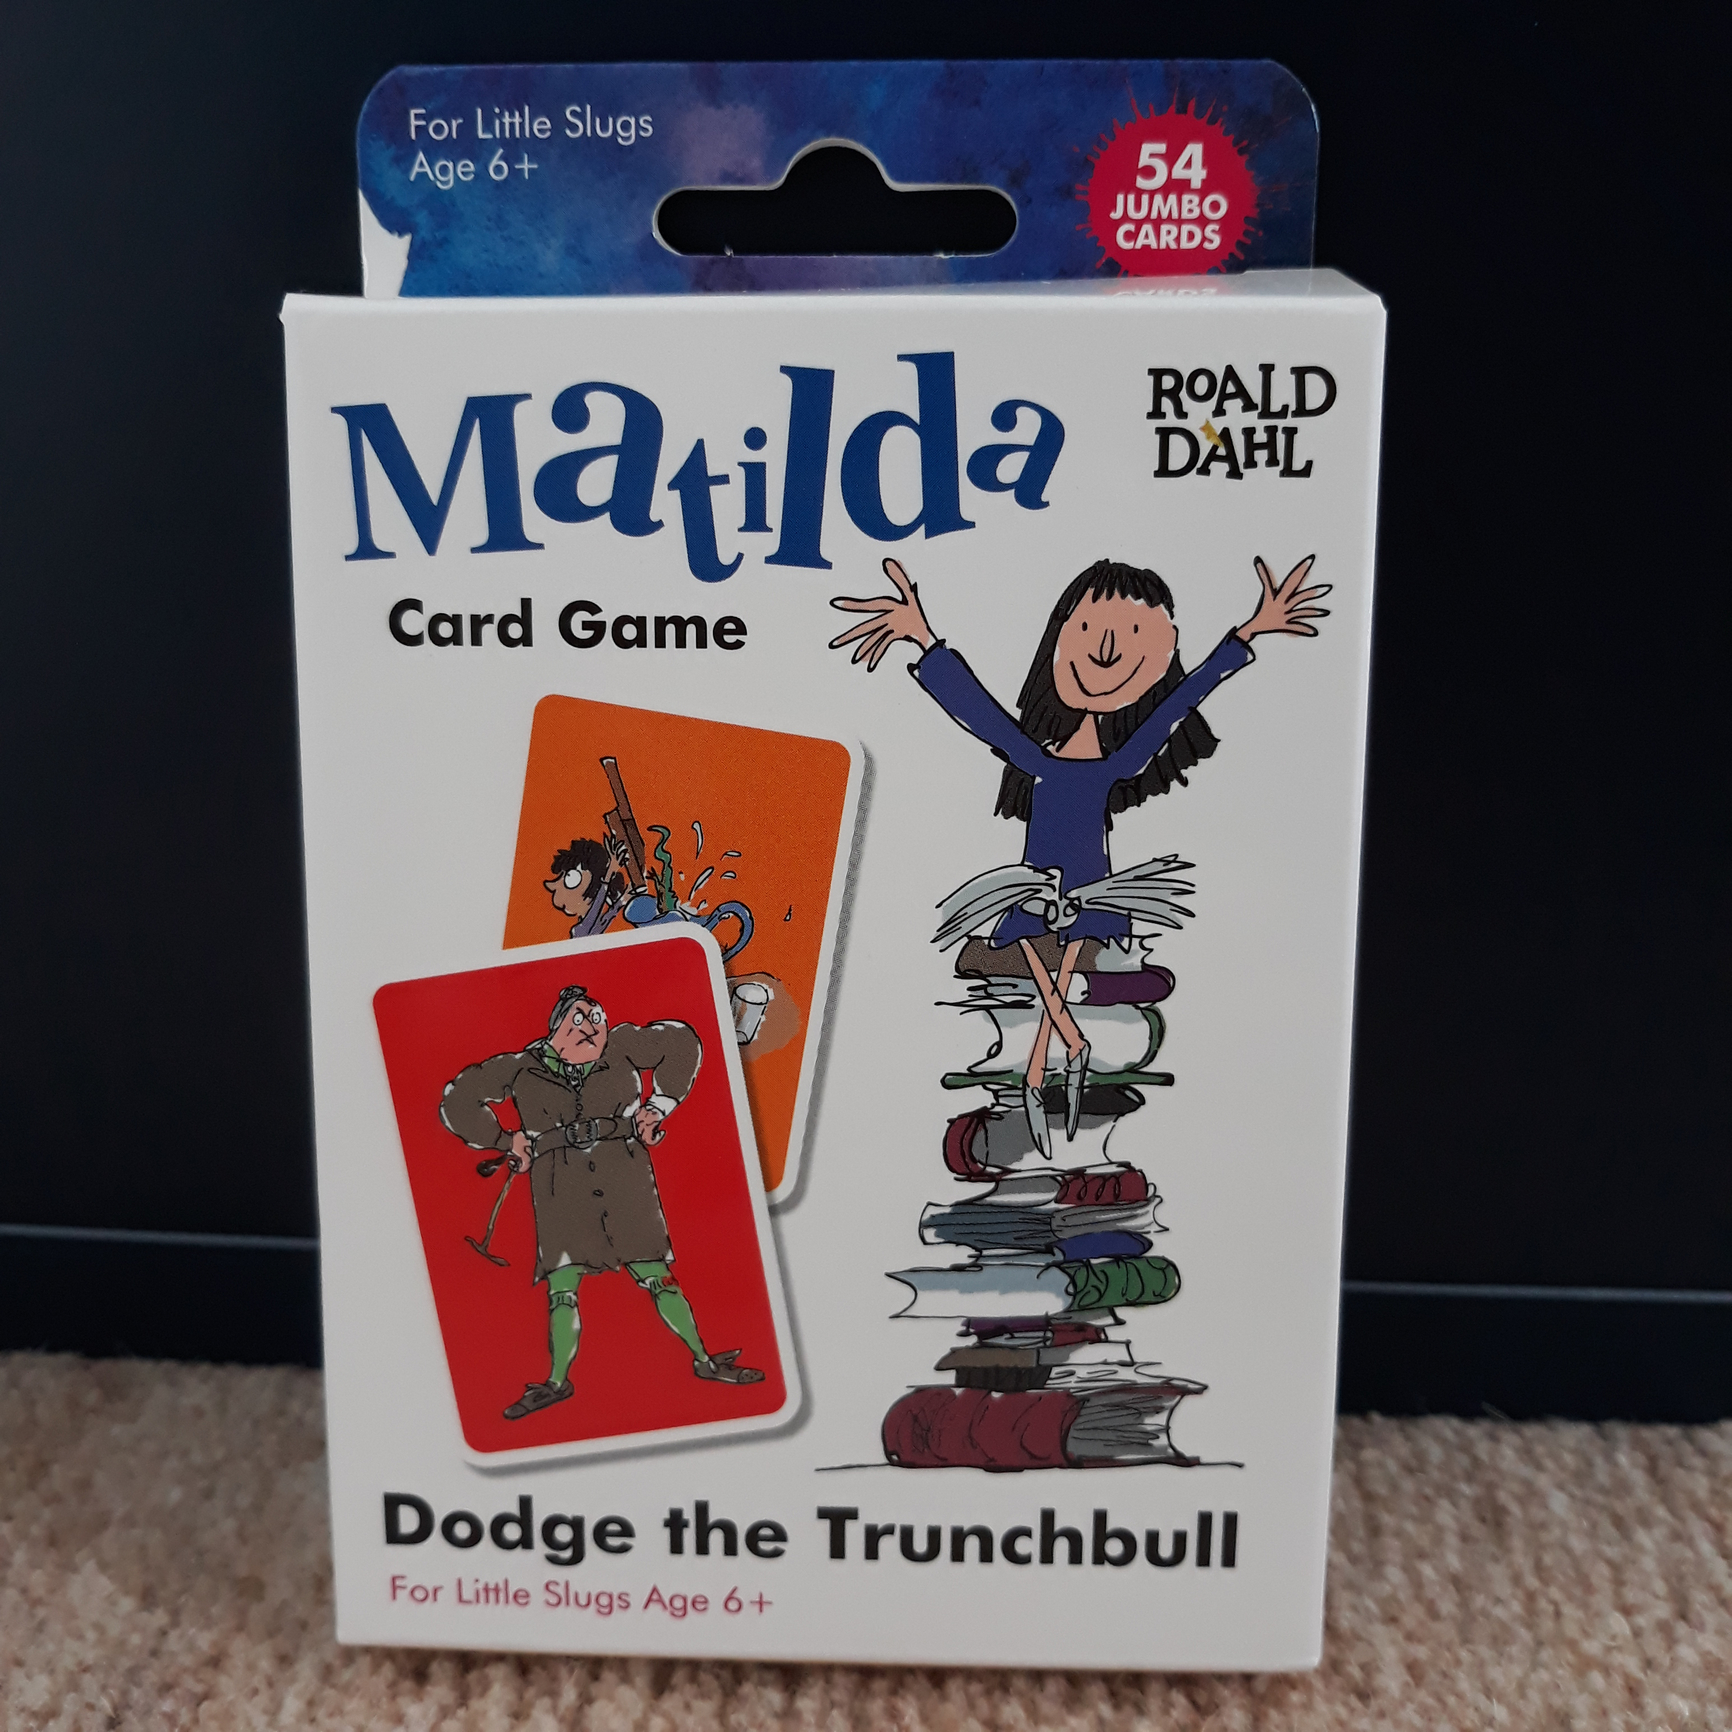 For Little Slugs
Age 6+
54
JUMBO
CARDS
Matilda
ROALD
DAHL
Card Game
Dodge the Trunchbull
For Little Slugs Age 6+